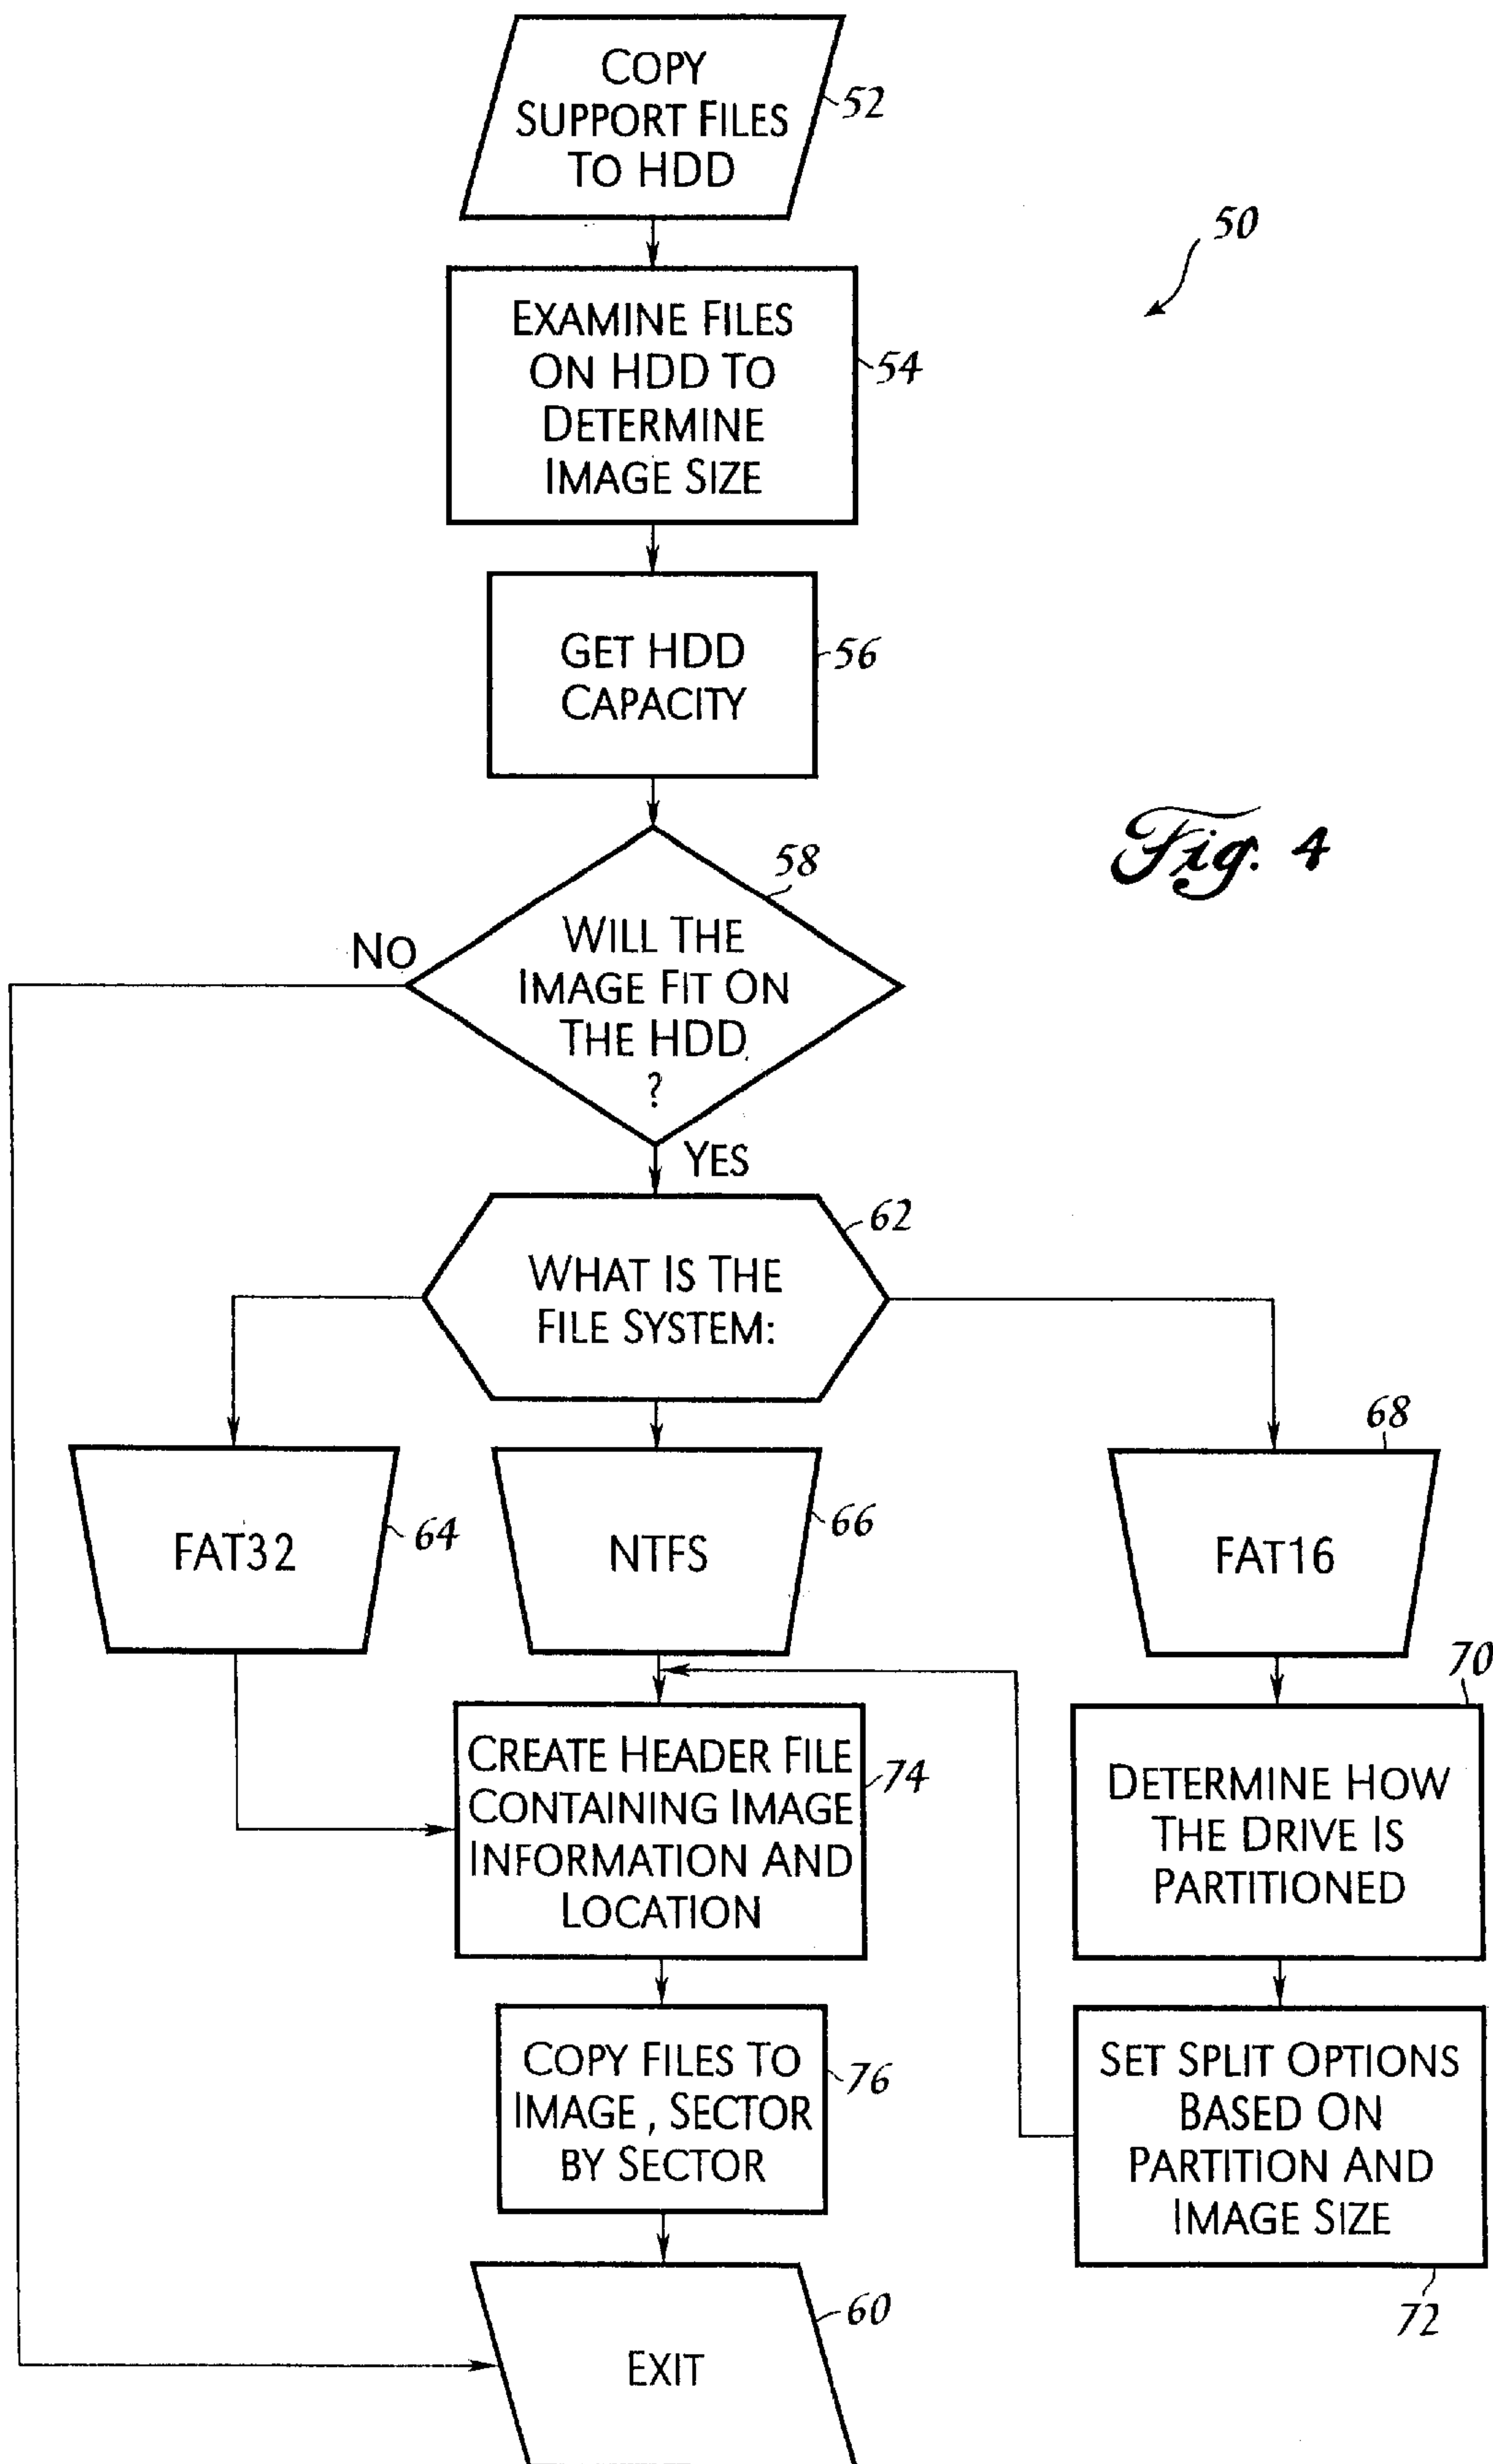 COPY
SUPPORT FILES
TO HDD
52
50
EXAMINE FILES
ON HDD TO
DETERMINE
IMAGE SIZE
54
GET HDD
CAPACITY
56
Fig. 4
58
NO
WILL THE
IMAGE FIT ON
THE HDD
?
YES
62
WHAT IS THE
FILE SYSTEM:
68
FAT32
64
NTFS
66
FAT16
70
CREATE HEADER FILE
CONTAINING IMAGE
INFORMATION AND
LOCATION
74
DETERMINE HOW
THE DRIVE IS
PARTITIONED
COPY FILES TO
IMAGE, SECTOR
BY SECTOR
76
SET SPLIT OPTIONS
BASED ON
PARTITION AND
IMAGE SIZE
72
EXIT
60